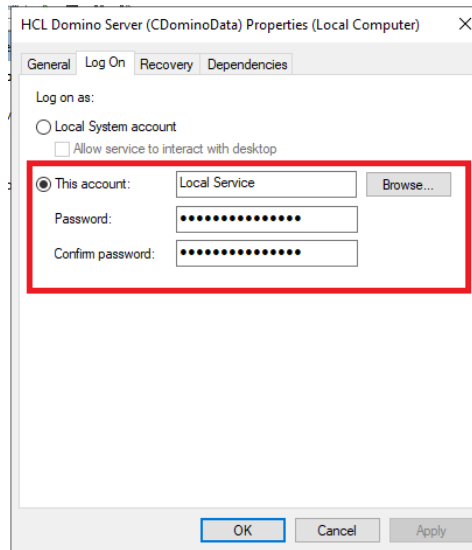 HCL Domino Server (CDominoData) Properties (Local Computer)
General Log On Recovery Dependencies
Log on as:
Local System account
Allow service to interact with desktop
This account: Local Service Browse...
Password: •••••••••••••••
Confirm password: •••••••••••••••
OK Cancel Apply